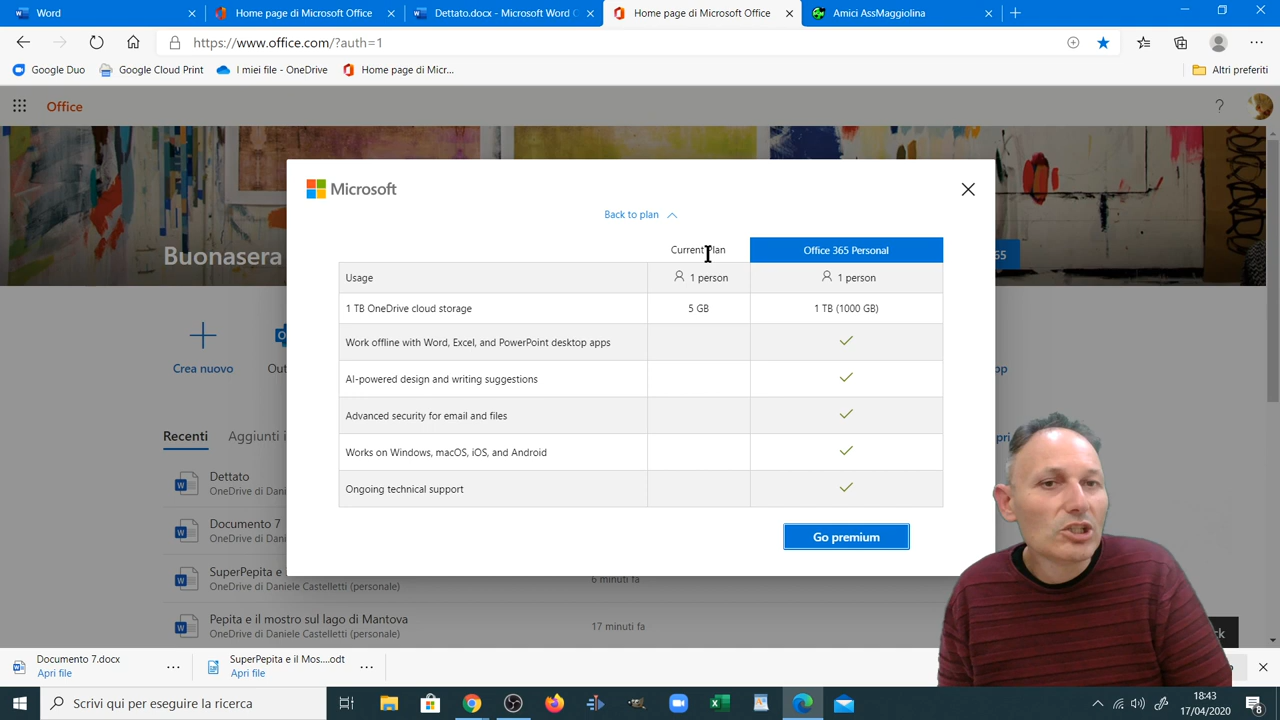 Word
Home page di Microsoft Office
Dettato.docx - Microsoft Word
Home page di Microsoft Office
Amici AssMaggiolina
https://www.office.com/?auth=1
Google Duo
Google Cloud Print
I miei file - OneDrive
Home page di Micr...
Altri preferiti
Office
?
Microsoft
Back to plan
Buonasera
Current Plan
Office 365 Personal
Usage
1 person
1 person
1 TB OneDrive cloud storage
5 GB
1 TB (1000 GB)
Work offline with Word, Excel, and PowerPoint desktop apps
Crea nuovo
AI-powered design and writing suggestions
Advanced security for email and files
Recenti
Aggiunti
Works on Windows, macOS, iOS, and Android
Dettato
OneDrive di Daniele
Ongoing technical support
Documento 7
OneDrive di Daniele
Go premium
SuperPepita e il
OneDrive di Daniele Castelletti (personale)
6 minuti fa
Pepita e il mostro sul lago di Mantova
OneDrive di Daniele Castelletti (personale)
17 minuti fa
Documento 7.docx
Apri file
SuperPepita e il Mos....odt
Apri file
Scrivi qui per eseguire la ricerca
18:43
17/04/2020
8